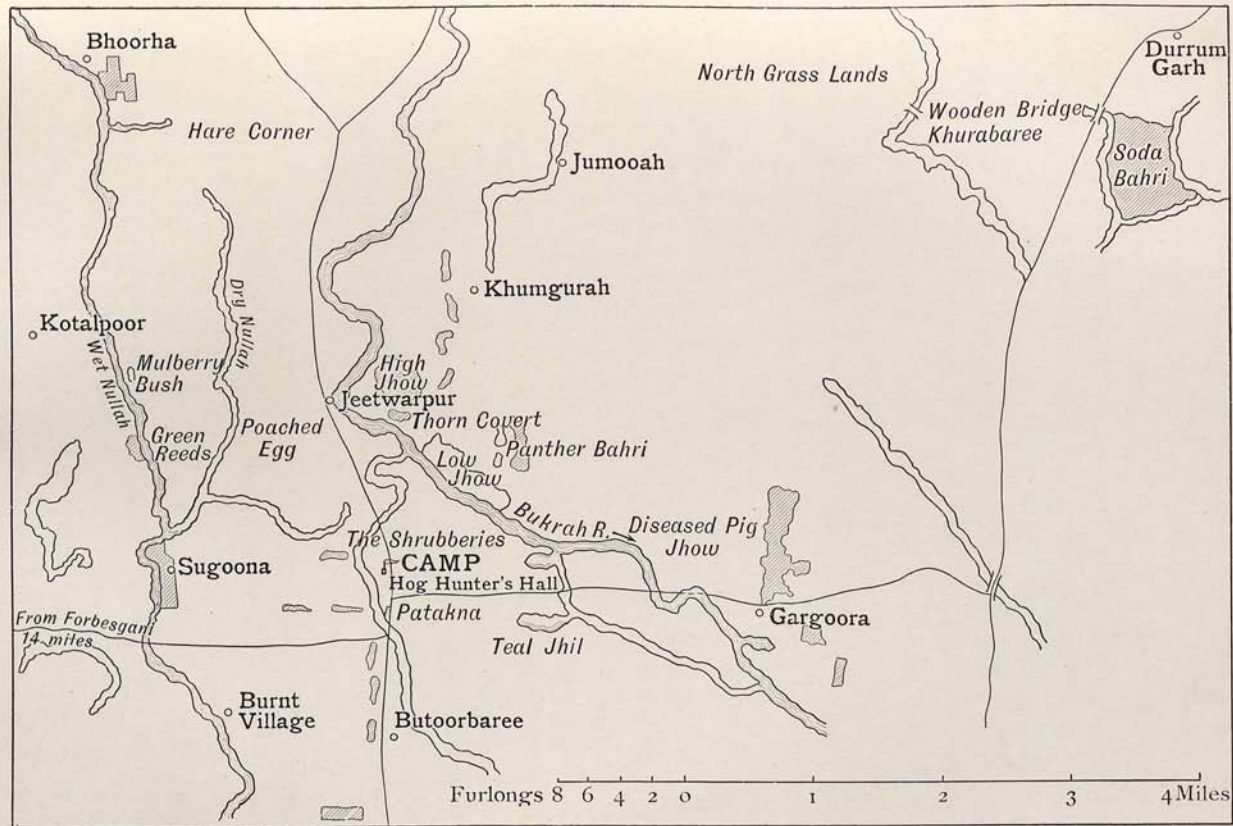 Bhoorha
Durrum
Garh
North Grass Lands
Wooden Bridge
Khurabaree
Hare Corner
Soda
Bahri
Jumooah
Dry Nullah
Khumgurah
Kotalpoor
Wet Nullah
Mulberry
Bush
High
Jhow
Jeetwarpur
Thorn Covert
Green
Reeds
Poached
Egg
Panther Bahri
Low
Jhow
Bukrah R.
Diseased Pig
Jhow
The Shrubberies
CAMP
Hog Hunter's Hall
Sugoona
Patakna
Gargoora
From Forbesganj
14 miles
Teal Jhil
Burnt
Village
Butoorbaree
Furlongs 8 6 4 2 0 1 2 3 4 Miles